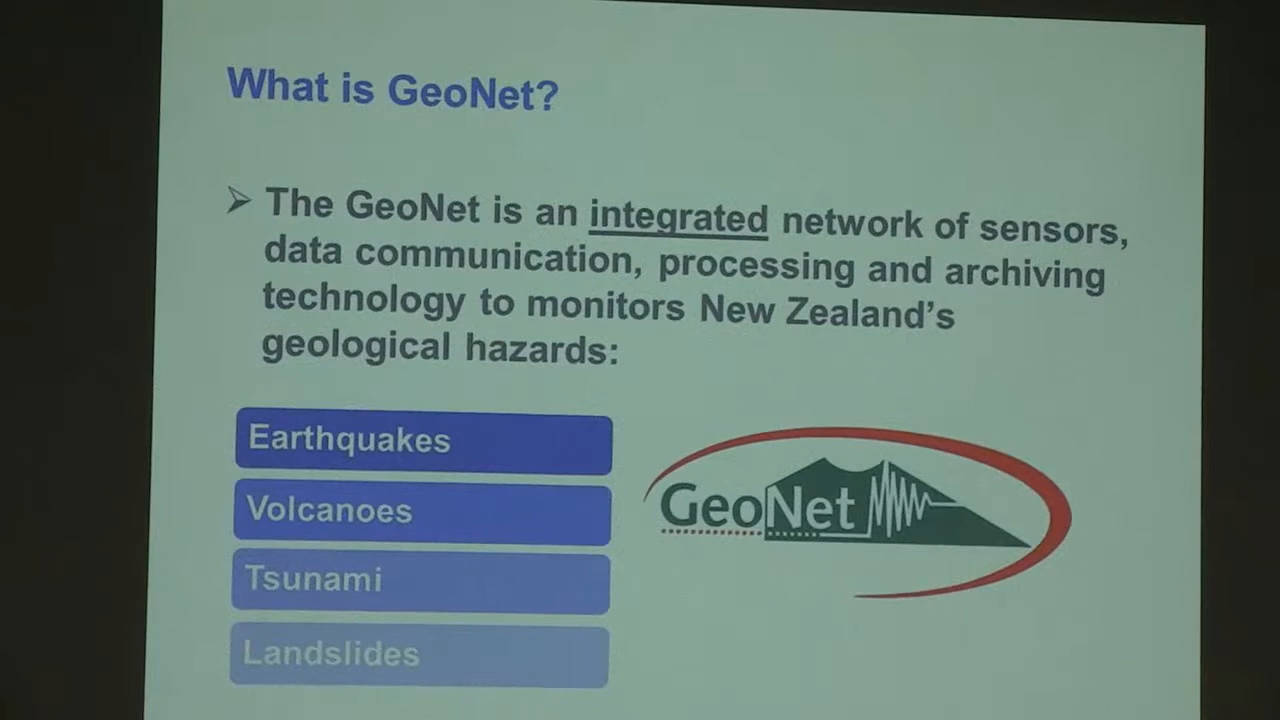 What is GeoNet?
The GeoNet is an integrated network of sensors,
data communication, processing and archiving
technology to monitors New Zealand's
geological hazards:
Earthquakes
Volcanoes
Tsunami
Landslides
GeoNet